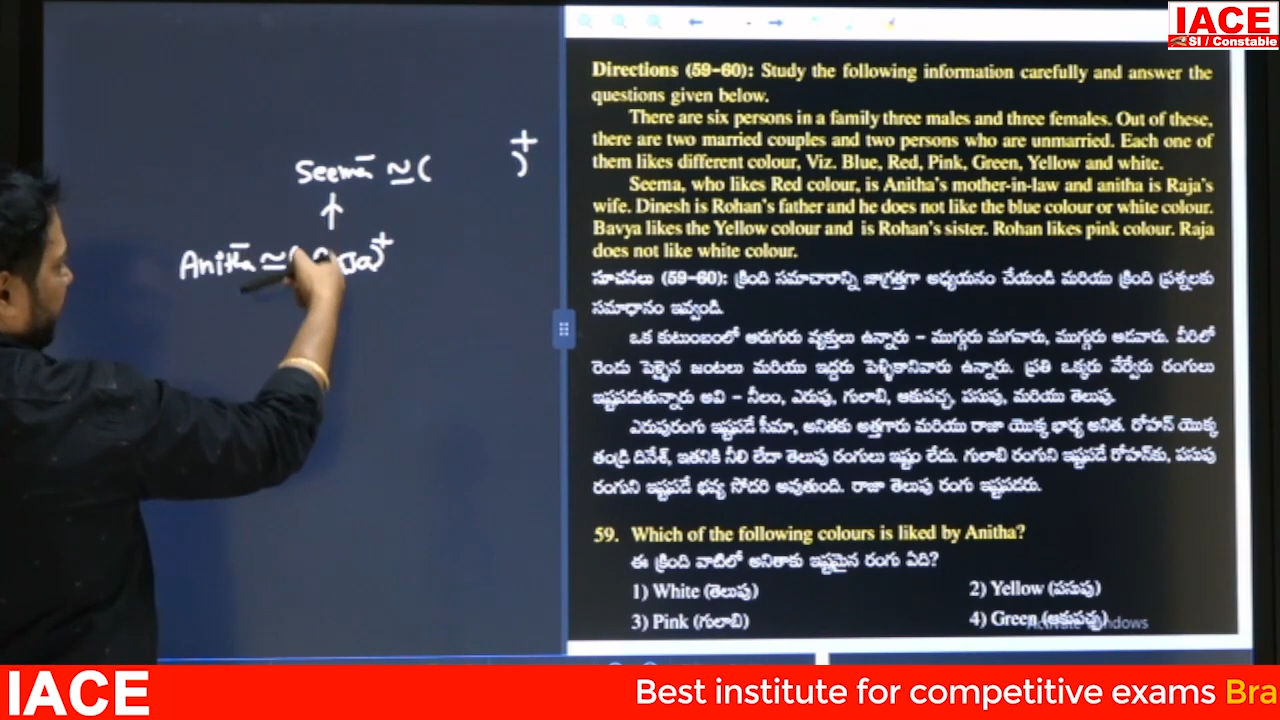 IACE
SI / Constable
Directions (59-60): Study the following information carefully and answer the
questions given below.
There are six persons in a family three males and three females. Out of these,
there are two married couples and two persons who are unmarried. Each one of
them likes different colour, Viz. Blue, Red, Pink, Green, Yellow and white.
Seema, who likes Red colour, is Anitha's mother-in-law and anitha is Raja's
wife. Dinesh is Rohan's father and he does not like the blue colour or white colour.
Bavya likes the Yellow colour and is Rohan's sister. Rohan likes pink colour. Raja
does not like white colour.
సూచనలు (59-60): క్రింది సమాచారాన్ని జాగ్రత్తగా అధ్యయనం చేయండి మరియు క్రింది ప్రశ్నలకు
సమాధానం ఇవ్వండి.
ఒక కుటుంబంలో ఆరుగురు వ్యక్తులు ఉన్నారు - ముగ్గురు మగవారు, ముగ్గురు ఆడవారు. వీరిలో
రెండు పెళ్ళైన జంటలు మరియు ఇద్దరు పెళ్ళికానివారు ఉన్నారు. ప్రతి ఒక్కరు వేర్వేరు రంగులు
ఇష్టపడుతున్నారు అవి - నీలం, ఎరుపు, గులాబి, ఆకుపచ్చ, పసుపు, మరియు తెలుపు.
ఎరుపురంగు ఇష్టపడే సీమా, అనితకు అత్తగారు మరియు రాజా యొక్క భార్య అనిత. రోహన్ యొక్క
తండ్రి దినేశ్, ఇతనికి నీలి లేదా తెలుపు రంగులు ఇష్టం లేదు. గులాబి రంగుని ఇష్టపడే రోహన్‌కు, పసుపు
రంగుని ఇష్టపడే భవ్య సోదరి అవుతుంది. రాజా తెలుపు రంగు ఇష్టపడరు.
59. Which of the following colours is liked by Anitha?
ఈ క్రింది వాటిలో అనితాకు ఇష్టమైన రంగు ఏది?
1) White (తెలుపు) 2) Yellow (పసుపు)
3) Pink (గులాబి) 4) Green (ఆకుపచ్చ)
Seema⁻ ≃ ( )⁺
↑
Anitha⁻ ≃
IACE
Best institute for competitive exams Bra